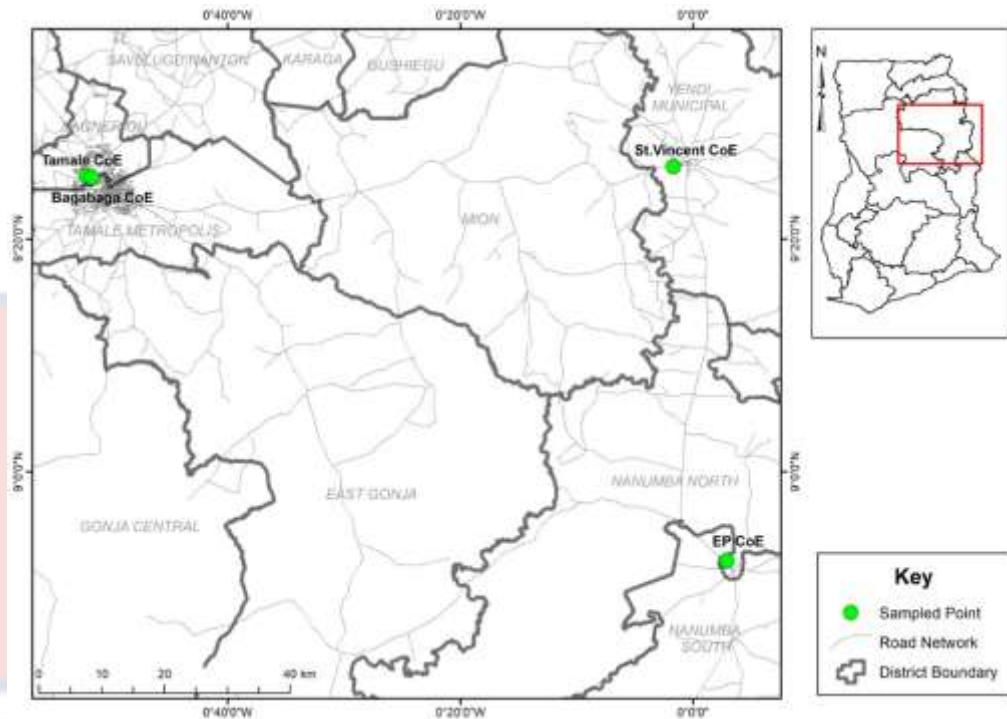 0°40'0"W 0°20'0"W 0°0'0"
SAVELUGU NANTON
KARAGA
GUSHIEGU
YENDI
MUNICIPAL
Tamale CoE
Bagabaga CoE
TAMALE METROPOLIS
St.Vincent CoE
MION
9°20'0"N
9°20'0"N
EAST GONJA
GONJA CENTRAL
NANUMBA NORTH
9°0'0"N
9°0'0"N
EP CoE
NANUMBA
SOUTH
0 10 20 40 km
0°40'0"W 0°20'0"W 0°0'0"
N
Key
Sampled Point
Road Network
District Boundary